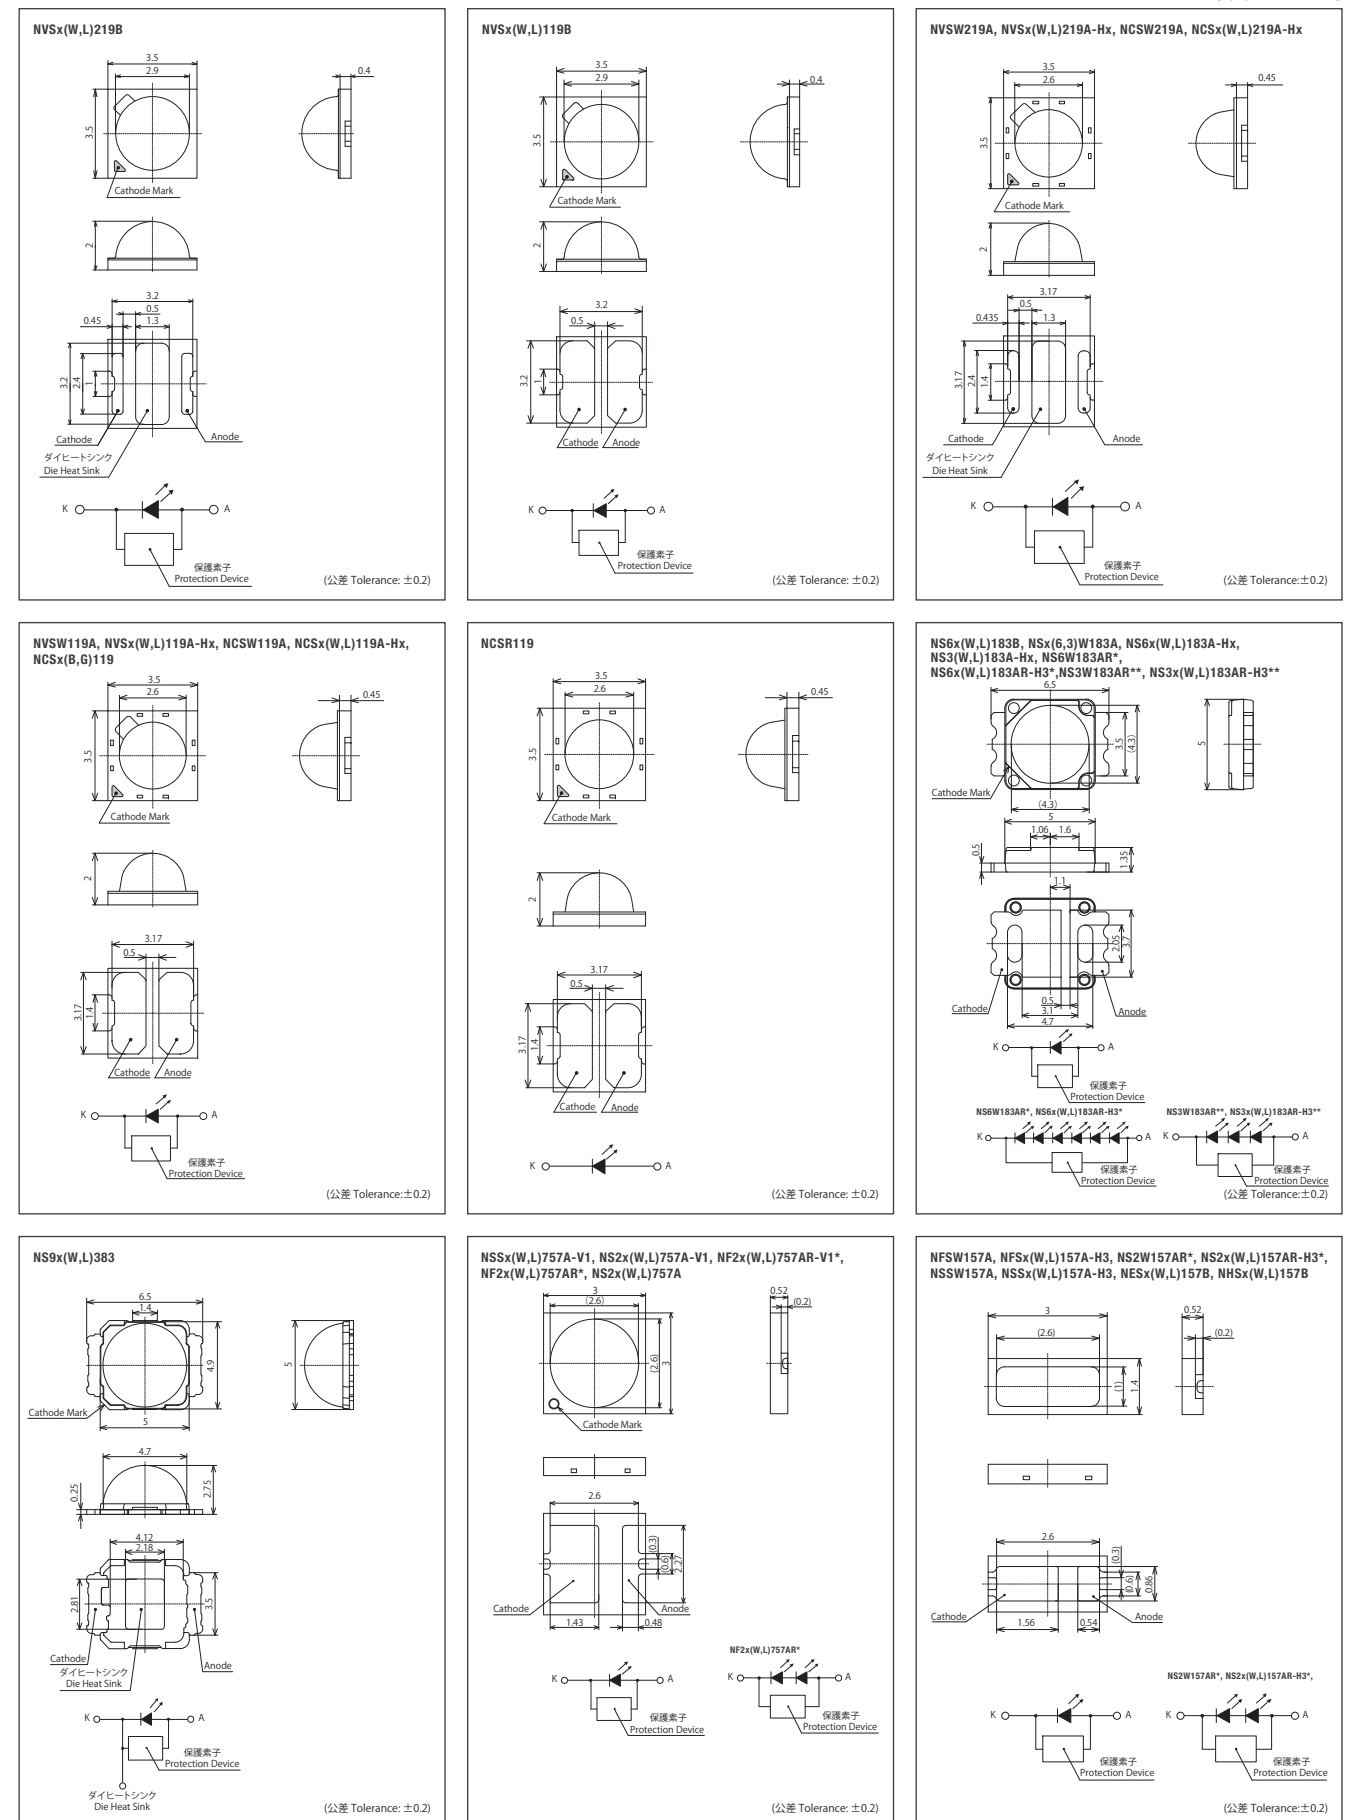 NVSx(W,L)219B
3.5
2.9
0.4
3.5
Cathode Mark
2
3.2
0.5
0.45
1.3
3.2
2.4
1
Cathode
Anode
ダイヒートシンク
Die Heat Sink
K
A
保護素子
Protection Device
(公差 Tolerance: ±0.2)
NVSx(W,L)119B
3.5
2.9
0.4
3.5
Cathode Mark
2
3.2
0.5
3.2
1
Cathode
Anode
K
A
保護素子
Protection Device
(公差 Tolerance: ±0.2)
NVSW219A, NVSx(W,L)219A-Hx, NCSW219A, NCSx(W,L)219A-Hx
3.5
2.6
0.45
3.5
Cathode Mark
2
3.17
0.5
0.435
1.3
3.17
2.4
1.4
Cathode
Anode
ダイヒートシンク
Die Heat Sink
K
A
保護素子
Protection Device
(公差 Tolerance: ±0.2)
NVSW119A, NVSx(W,L)119A-Hx, NCSW119A, NCSx(W,L)119A-Hx,
NCSx(B,G)119
3.5
2.6
0.45
3.5
Cathode Mark
2
3.17
0.5
3.17
1.4
Cathode
Anode
K
A
保護素子
Protection Device
(公差 Tolerance:±0.2)
NCSR119
3.5
2.6
0.45
3.5
Cathode Mark
2
3.17
0.5
3.17
1.4
Cathode
Anode
K
A
(公差 Tolerance: ±0.2)
NS6x(W,L)183B, NSx(6,3)W183A, NS6x(W,L)183A-Hx,
NS3(W,L)183A-Hx, NS6W183AR*,
NS6x(W,L)183AR-H3*,NS3W183AR**, NS3x(W,L)183AR-H3**
6.5
3.5
(4.3)
5
Cathode Mark
(4.3)
5
1.06
1.6
0.5
1.35
1.1
2.05
3.7
0.5
3.1
4.7
Cathode
Anode
K
A
保護素子
Protection Device
NS6W183AR*, NS6x(W,L)183AR-H3*
K
A
保護素子
Protection Device
NS3W183AR**, NS3x(W,L)183AR-H3**
K
A
保護素子
Protection Device
(公差 Tolerance:±0.2)
NS9x(W,L)383
6.5
1.4
4.9
5
Cathode Mark
5
4.7
0.25
2.75
4.12
2.18
2.81
3.5
Cathode
Anode
ダイヒートシンク
Die Heat Sink
K
A
保護素子
Protection Device
ダイヒートシンク
Die Heat Sink
(公差 Tolerance: ±0.2)
NSSx(W,L)757A-V1, NS2x(W,L)757A-V1, NF2x(W,L)757AR-V1*,
NF2x(W,L)757AR*, NS2x(W,L)757A
3
(2.6)
0.52
(0.2)
(2.6)
3
Cathode Mark
2.6
(0.3)
(0.6)
2.27
Cathode
Anode
1.43
0.48
K
A
保護素子
Protection Device
NF2x(W,L)757AR*
K
A
保護素子
Protection Device
(公差 Tolerance: ±0.2)
NFSW157A, NFSx(W,L)157A-H3, NS2W157AR*, NS2x(W,L)157AR-H3*,
NSSW157A, NSSx(W,L)157A-H3, NESx(W,L)157B, NHSx(W,L)157B
3
(2.6)
0.52
(0.2)
(1)
1.4
2.6
(0.3)
(0.6)
0.86
Cathode
Anode
1.56
0.54
K
A
保護素子
Protection Device
NS2W157AR*, NS2x(W,L)157AR-H3*,
K
A
保護素子
Protection Device
(公差 Tolerance:±0.2)